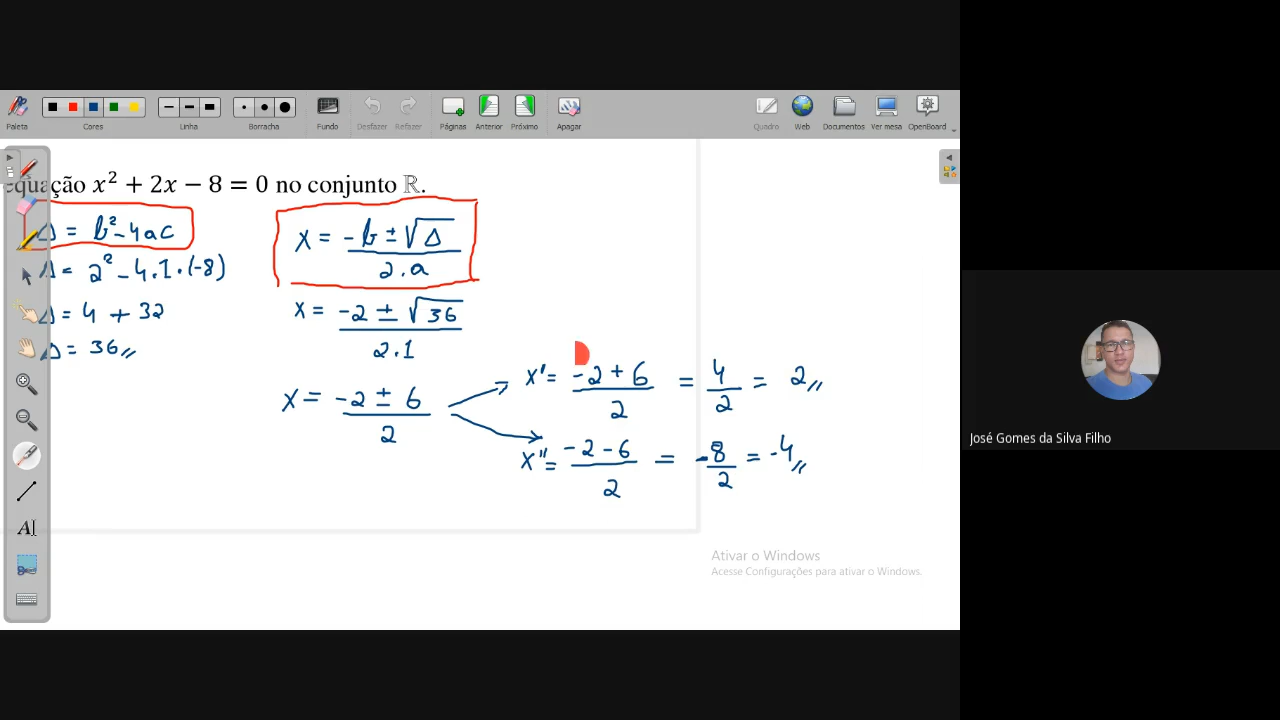 Paleta Cores Linha Borracha Fundo Desfazer Refazer Páginas Anterior Próximo Apagar Quadro Web Documentos Ver mesa OpenBoard
equação x² + 2x − 8 = 0 no conjunto ℝ.
Δ = b² - 4ac
Δ = 2² - 4.1.(-8)
Δ = 4 + 32
Δ = 36
x = (-b ± √Δ) / 2.a
x = (-2 ± √36) / 2.1
x = (-2 ± 6) / 2
x' = (-2 + 6) / 2 = 4/2 = 2
x'' = (-2 - 6) / 2 = -8/2 = -4
AI
Ativar o Windows
Acesse Configurações para ativar o Windows.
José Gomes da Silva Filho